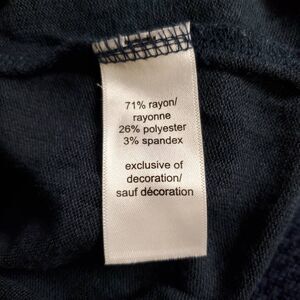 71% rayon/
rayonne
26% polyester
3% spandex
exclusive of
decoration/
sauf décoration